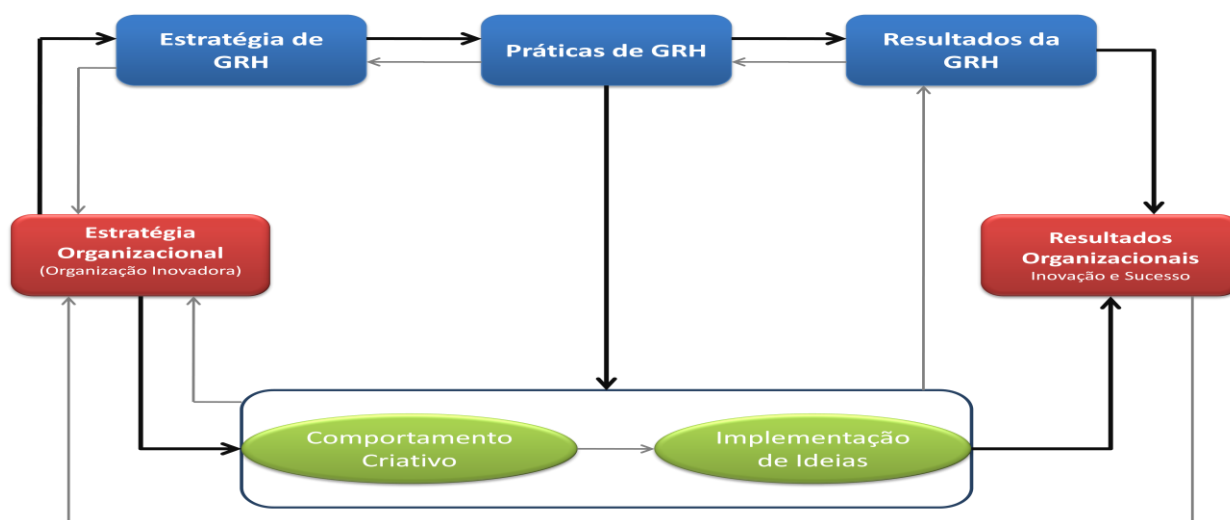 Estratégia de
GRH
Práticas de GRH
Resultados da
GRH
Estratégia
Organizacional
(Organização Inovadora)
Resultados
Organizacionais
Inovação e Sucesso
Comportamento
Criativo
Implementação
de Ideias